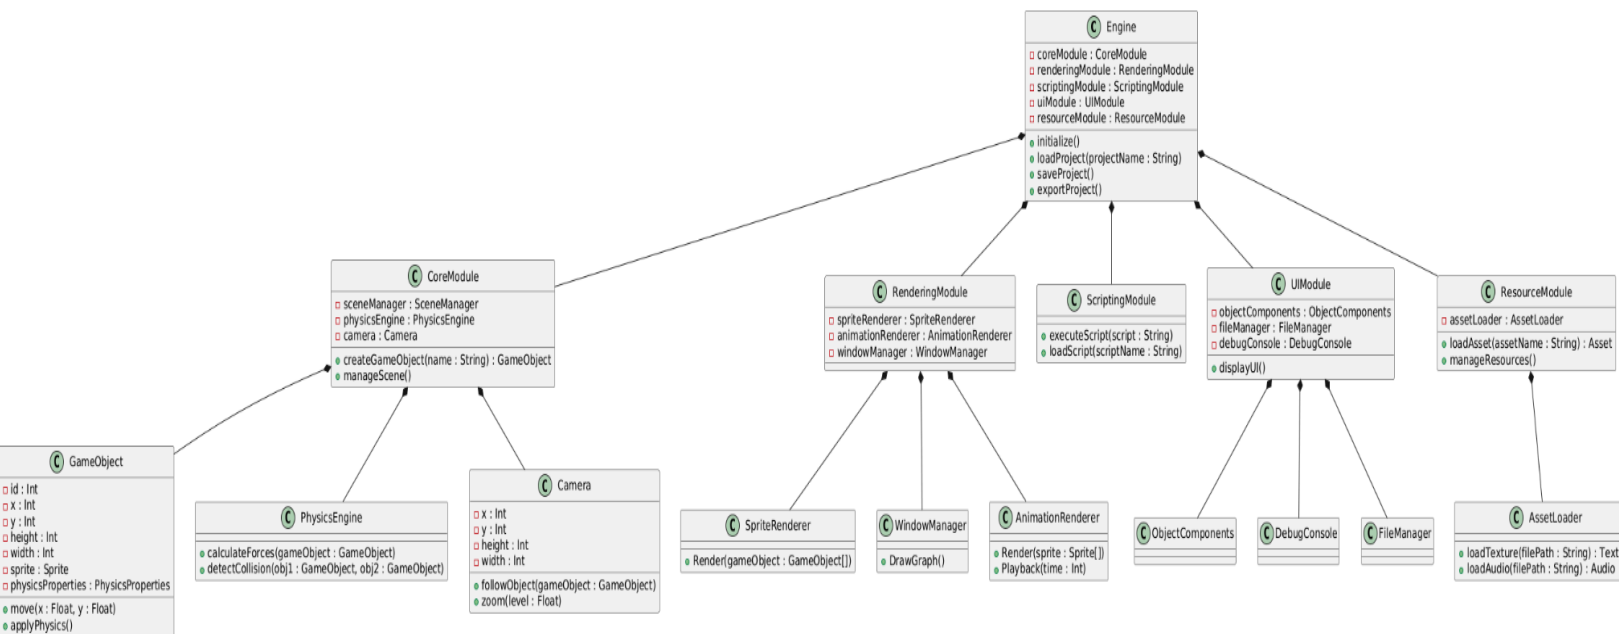 C Engine
coreModule : CoreModule
renderingModule : RenderingModule
scriptingModule : ScriptingModule
uiModule : UIModule
resourceModule : ResourceModule
initialize()
loadProject(projectName : String)
saveProject()
exportProject()
C CoreModule
sceneManager : SceneManager
physicsEngine : PhysicsEngine
camera : Camera
createGameObject(name : String) : GameObject
manageScene()
C RenderingModule
spriteRenderer : SpriteRenderer
animationRenderer : AnimationRenderer
windowManager : WindowManager
C ScriptingModule
executeScript(script : String)
loadScript(scriptName : String)
C UIModule
objectComponents : ObjectComponents
fileManager : FileManager
debugConsole : DebugConsole
displayUI()
C ResourceModule
assetLoader : AssetLoader
loadAsset(assetName : String) : Asset
manageResources()
C GameObject
id : Int
x : Int
y : Int
height : Int
width : Int
sprite : Sprite
physicsProperties : PhysicsProperties
move(x : Float, y : Float)
applyPhysics()
C PhysicsEngine
calculateForces(gameObject : GameObject)
detectCollision(obj1 : GameObject, obj2 : GameObject)
C Camera
x : Int
y : Int
height : Int
width : Int
followObject(gameObject : GameObject)
zoom(level : Float)
C SpriteRenderer
Render(gameObject : GameObject[])
C WindowManager
DrawGraph()
C AnimationRenderer
Render(sprite : Sprite[])
Playback(time : Int)
C ObjectComponents
C DebugConsole
C FileManager
C AssetLoader
loadTexture(filePath : String) : Text
loadAudio(filePath : String) : Audio